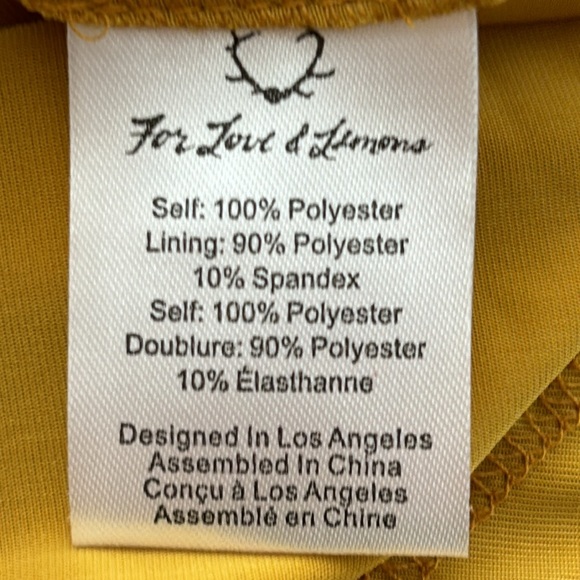 For Love & Lemons
Self: 100% Polyester
Lining: 90% Polyester
10% Spandex
Self: 100% Polyester
Doublure: 90% Polyester
10% Élasthanne
Designed In Los Angeles
Assembled In China
Conçu à Los Angeles
Assemblé en Chine